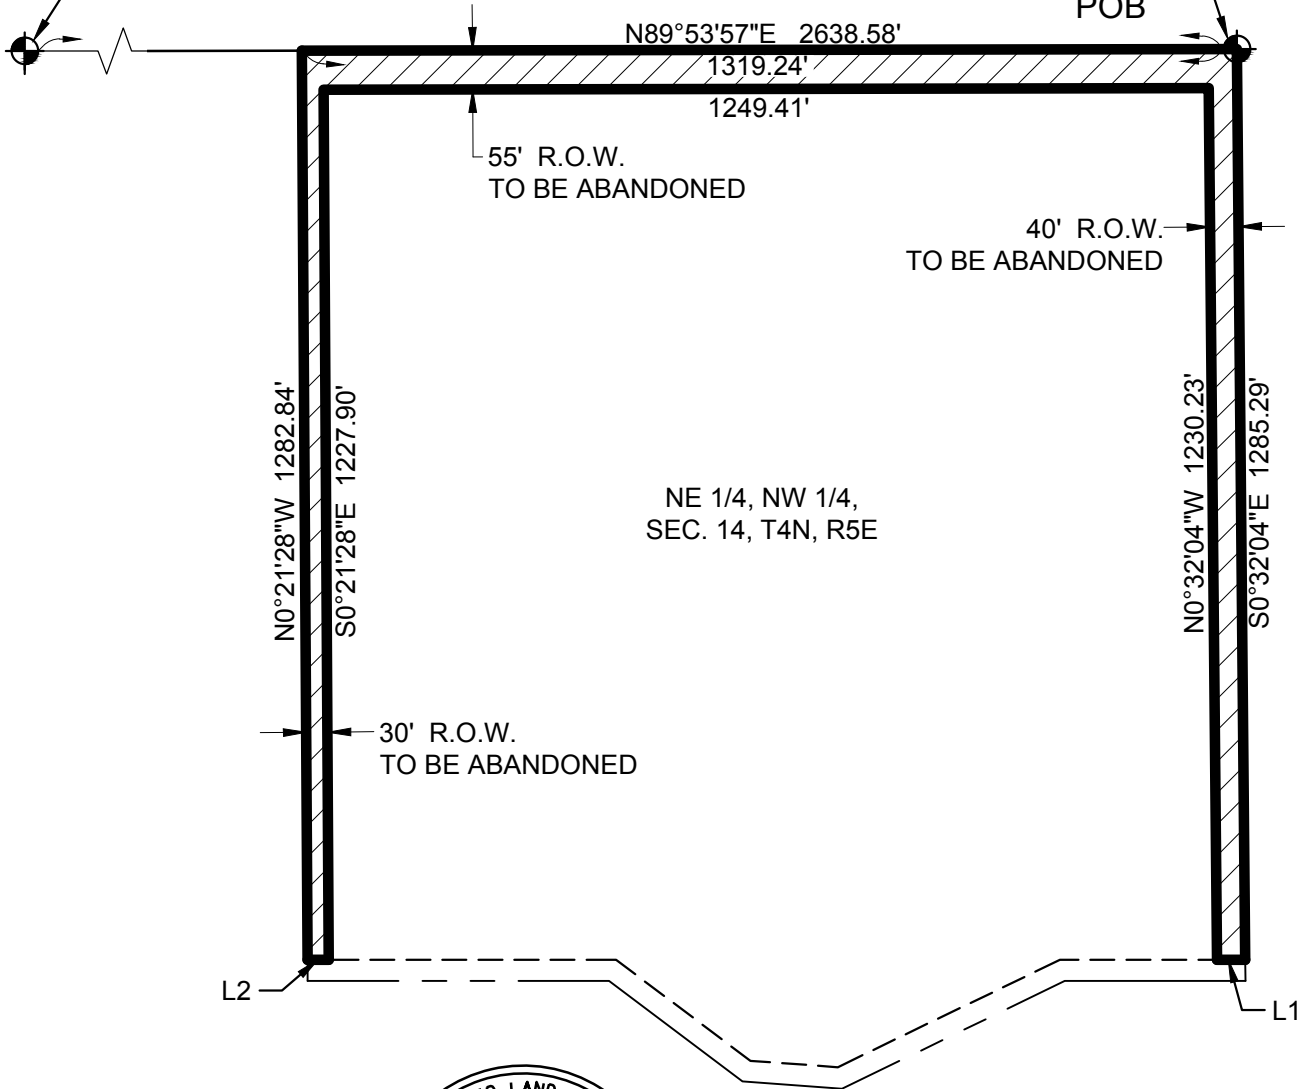 POB
N89°53'57"E 2638.58'
1319.24'
1249.41'
55' R.O.W.
TO BE ABANDONED
40' R.O.W.
TO BE ABANDONED
N0°21'28"W 1282.84'
S0°21'28"E 1227.90'
N0°32'04"W 1230.23'
S0°32'04"E 1285.29'
NE 1/4, NW 1/4,
SEC. 14, T4N, R5E
30' R.O.W.
TO BE ABANDONED
L2
L1
LAND